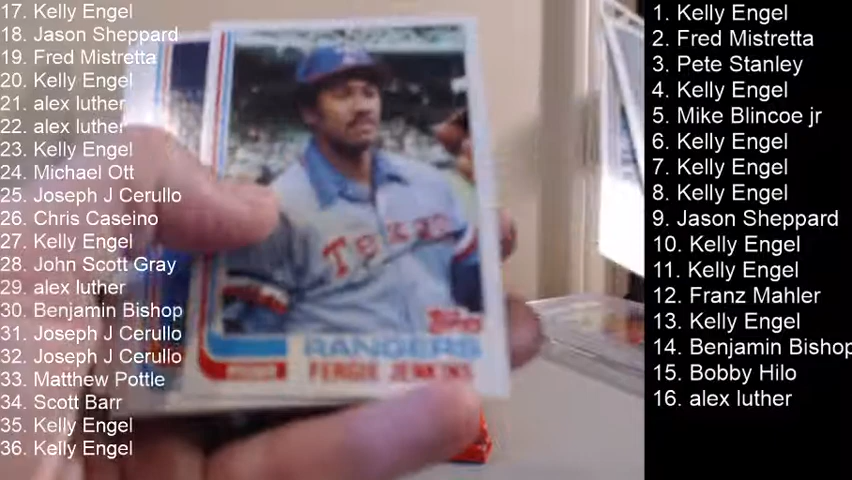 17. Kelly Engel
18. Jason Sheppard
19. Fred Mistretta
20. Kelly Engel
21. alex luther
22. alex luther
23. Kelly Engel
24. Michael Ott
25. Joseph J Cerullo
26. Chris Caseino
27. Kelly Engel
28. John Scott Gray
29. alex luther
30. Benjamin Bishop
31. Joseph J Cerullo
32. Joseph J Cerullo
33. Matthew Pottle
34. Scott Barr
35. Kelly Engel
36. Kelly Engel
Texas
Topps
RANGERS
FERGIE JENKINS
1. Kelly Engel
2. Fred Mistretta
3. Pete Stanley
4. Kelly Engel
5. Mike Blincoe jr
6. Kelly Engel
7. Kelly Engel
8. Kelly Engel
9. Jason Sheppard
10. Kelly Engel
11. Kelly Engel
12. Franz Mahler
13. Kelly Engel
14. Benjamin Bishop
15. Bobby Hilo
16. alex luther